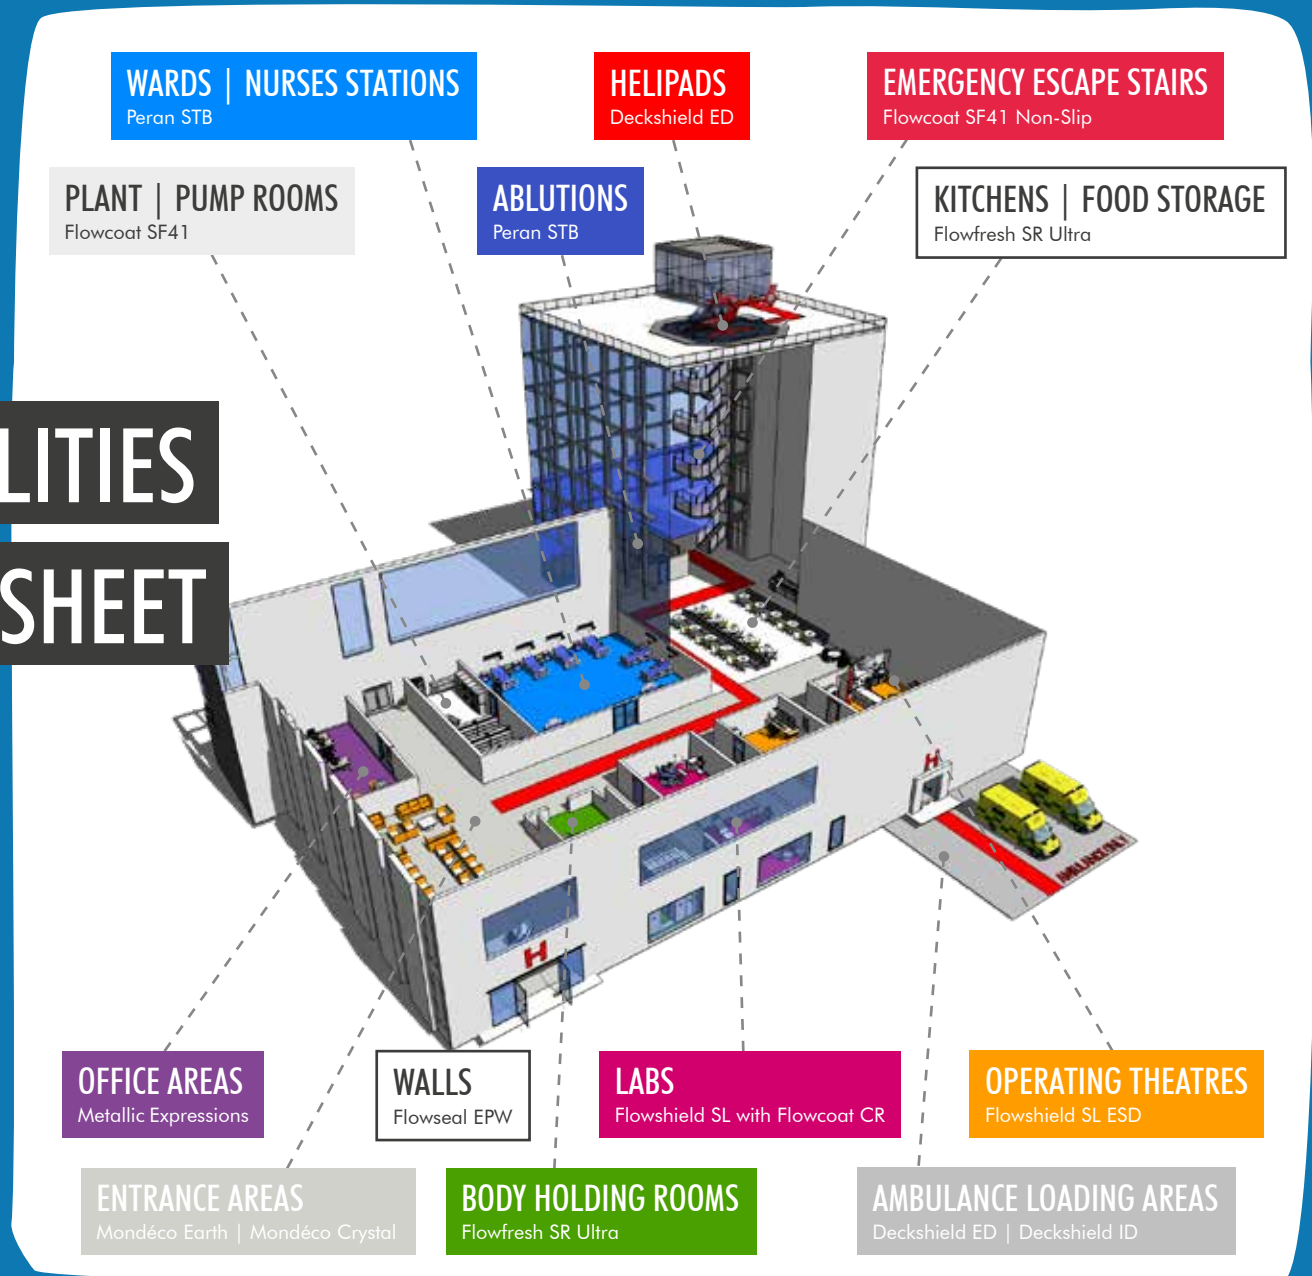 WARDS | NURSES STATIONS
Peran STB
HELIPADS
Deckshield ED
EMERGENCY ESCAPE STAIRS
Flowcoat SF41 Non-Slip
PLANT | PUMP ROOMS
Flowcoat SF41
ABLUTIONS
Peran STB
KITCHENS | FOOD STORAGE
Flowfresh SR Ultra
LITIES
SHEET
H
AMBULANCE ONLY
H
OFFICE AREAS
Metallic Expressions
WALLS
Flowseal EPW
LABS
Flowshield SL with Flowcoat CR
OPERATING THEATRES
Flowshield SL ESD
ENTRANCE AREAS
Mondéco Earth | Mondéco Crystal
BODY HOLDING ROOMS
Flowfresh SR Ultra
AMBULANCE LOADING AREAS
Deckshield ED | Deckshield ID